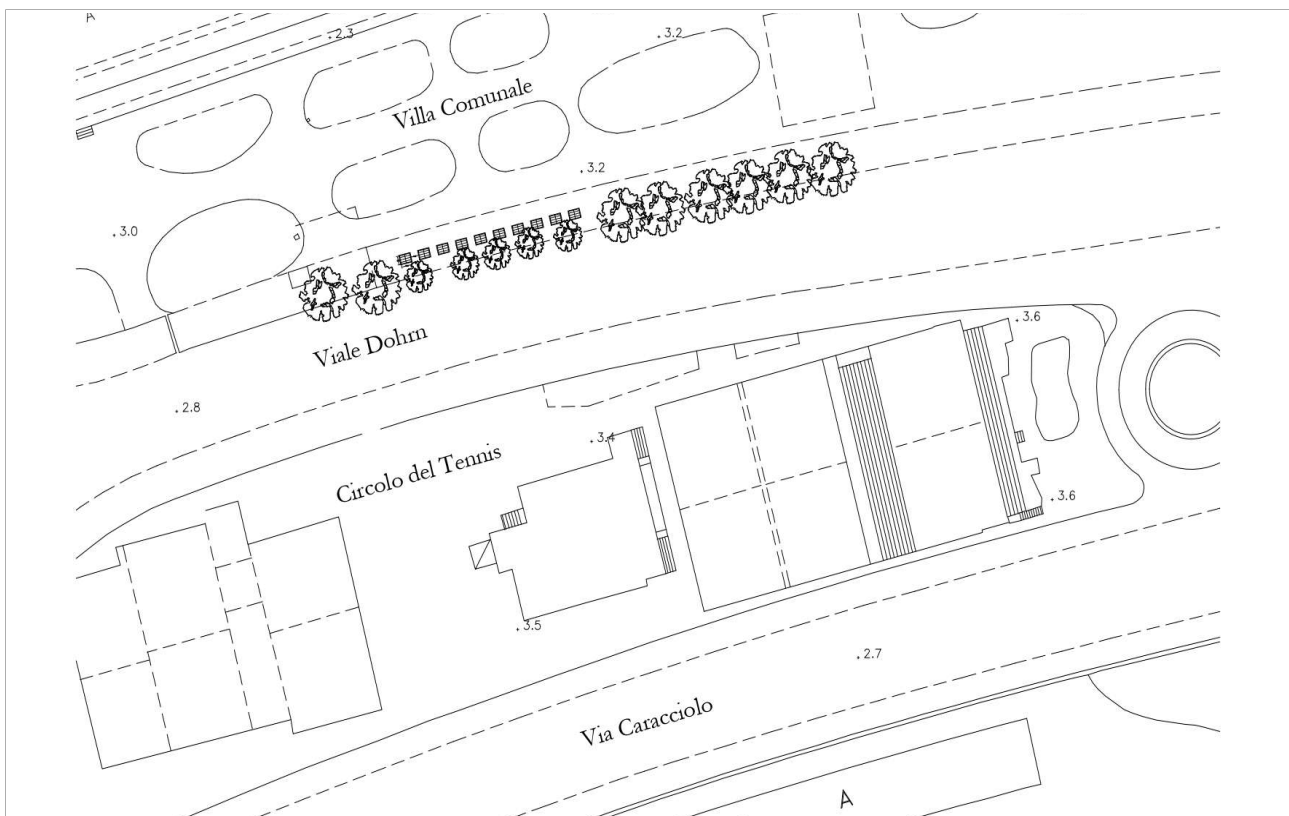 A
.2.3
.3.2
Villa Comunale
.3.2
.3.0
Viale Dohrn
.3.6
.2.8
.3.4
Circolo del Tennis
.3.6
.3.5
.2.7
Via Caracciolo
A